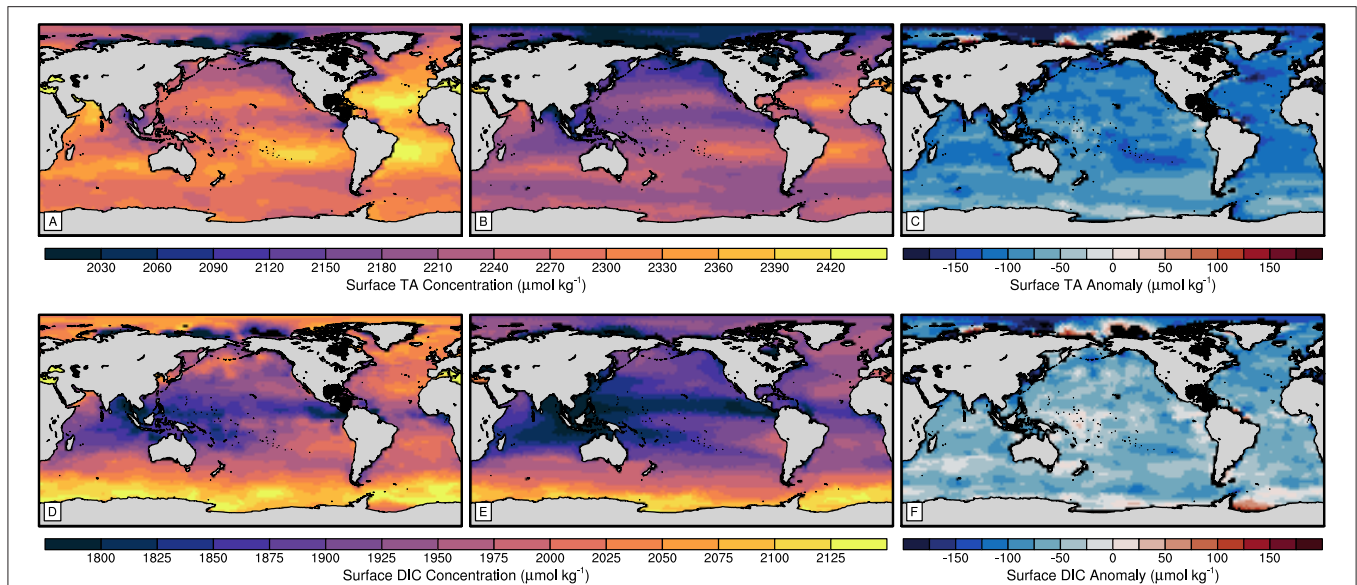 A
B
C
2030 2060 2090 2120 2150 2180 2210 2240 2270 2300 2330 2360 2390 2420
-150 -100 -50 0 50 100 150
Surface TA Concentration (μmol kg⁻¹)
Surface TA Anomaly (μmol kg⁻¹)
D
E
F
1800 1825 1850 1875 1900 1925 1950 1975 2000 2025 2050 2075 2100 2125
-150 -100 -50 0 50 100 150
Surface DIC Concentration (μmol kg⁻¹)
Surface DIC Anomaly (μmol kg⁻¹)